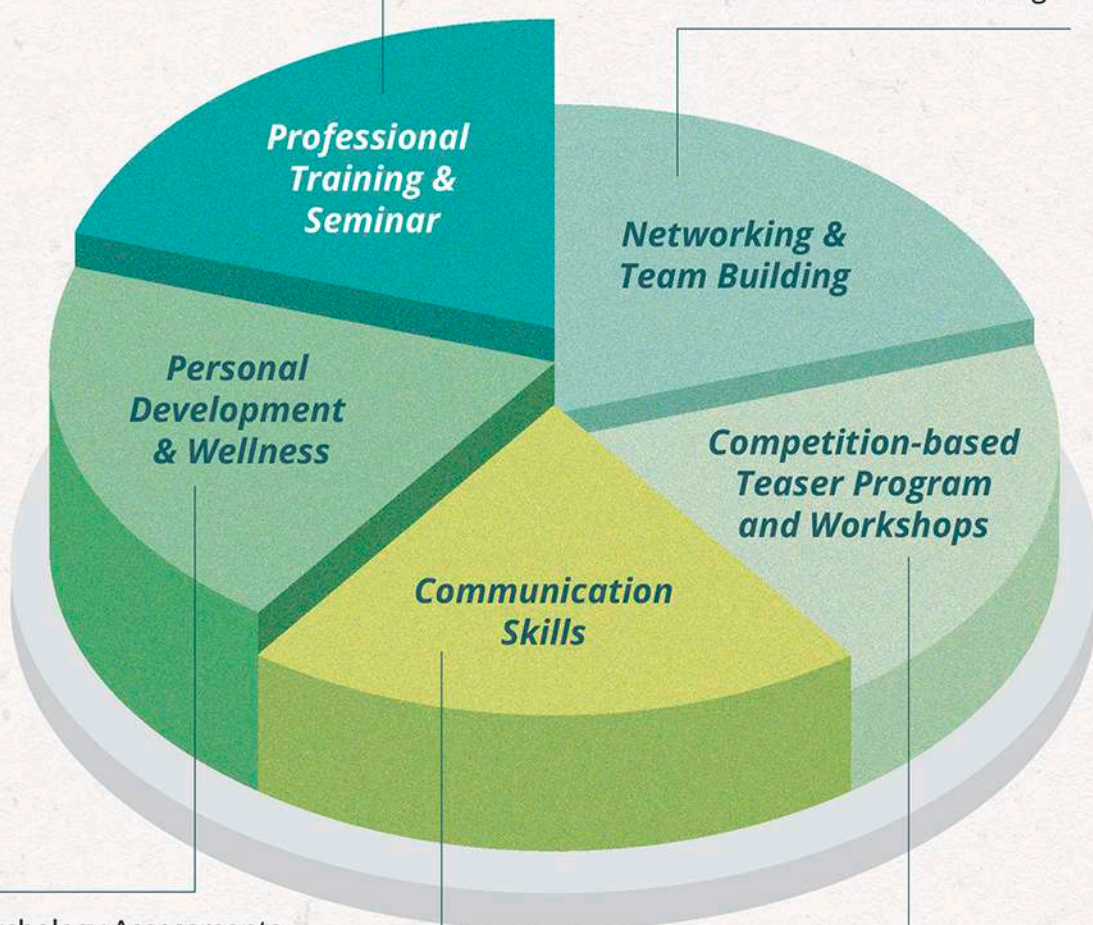 Professional
Training &
Seminar
Networking &
Team Building
Personal
Development
& Wellness
Competition-based
Teaser Program
and Workshops
Communication
Skills